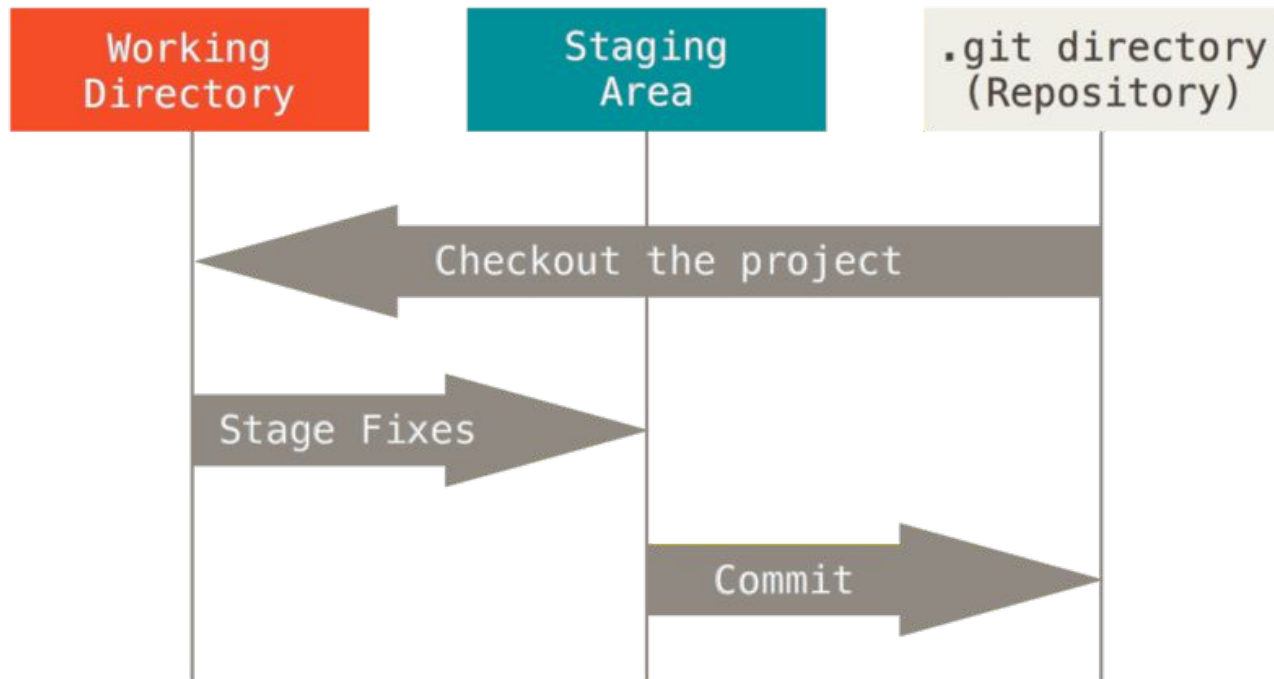 Working
Directory
Staging
Area
.git directory
(Repository)
Checkout the project
Stage Fixes
Commit